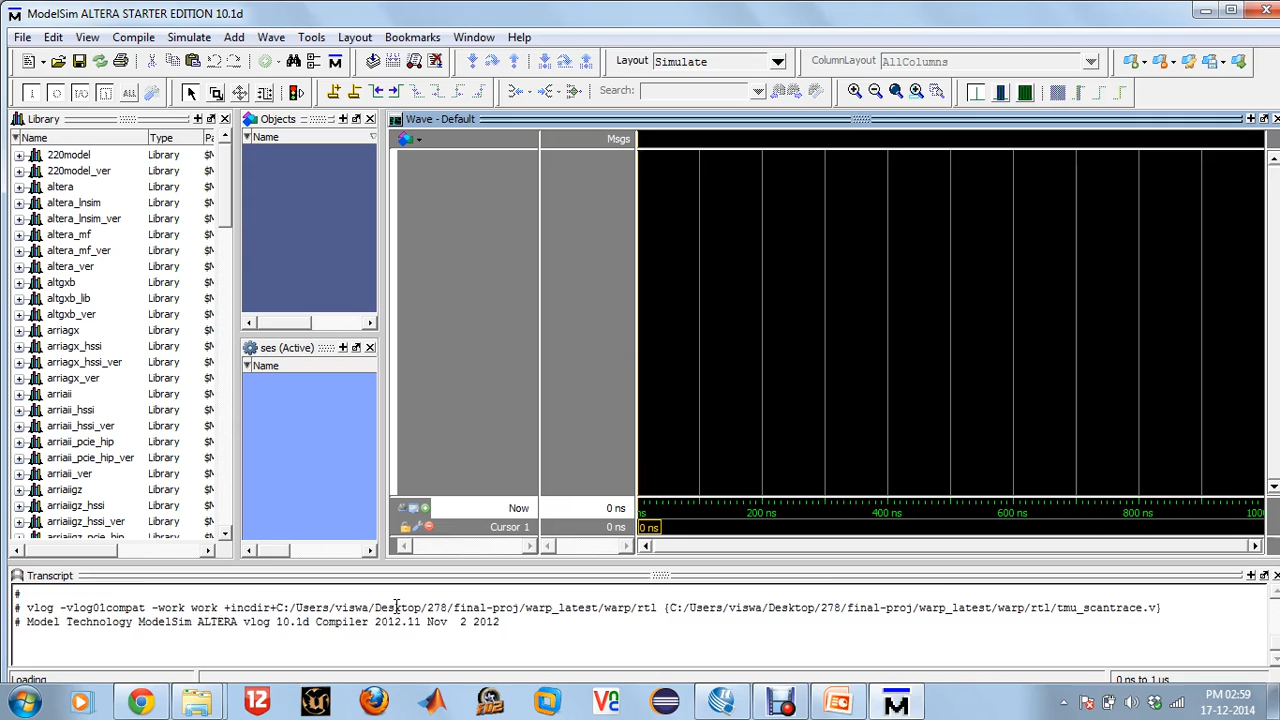 ModelSim ALTERA STARTER EDITION 10.1d
File Edit View Compile Simulate Add Wave Tools Layout Bookmarks Window Help
Layout Simulate ColumnLayout AllColumns
Search:
Library Objects Wave - Default
Name Type Name Msgs
220model Library
220model_ver Library
altera Library
altera_lnsim Library
altera_lnsim_ver Library
altera_mf Library
altera_mf_ver Library
altera_ver Library
altgxb Library
altgxb_lib Library
altgxb_ver Library
arriagx Library
arriagx_hssi Library
ses (Active)
arriagx_hssi_ver Library
Name
arriagx_ver Library
arriaii Library
arriaii_hssi Library
arriaii_hssi_ver Library
arriaii_pcie_hip Library
arriaii_pcie_hip_ver Library
arriaii_ver Library
arriaiigz Library
arriaiigz_hssi Library
arriaiigz_hssi_ver Library
arriaiigz_pcie_hip Library
Now 0 ns
200 ns 400 ns 600 ns 800 ns
Cursor 1 0 ns 0 ns
Transcript
#
# vlog -vlog01compat -work work +incdir+C:/Users/viswa/Desktop/278/final-proj/warp_latest/warp/rtl {C:/Users/viswa/Desktop/278/final-proj/warp_latest/warp/rtl/tmu_scantrace.v}
# Model Technology ModelSim ALTERA vlog 10.1d Compiler 2012.11 Nov 2 2012
Loading 0 ns to 1 us
PM 02:59
17-12-2014